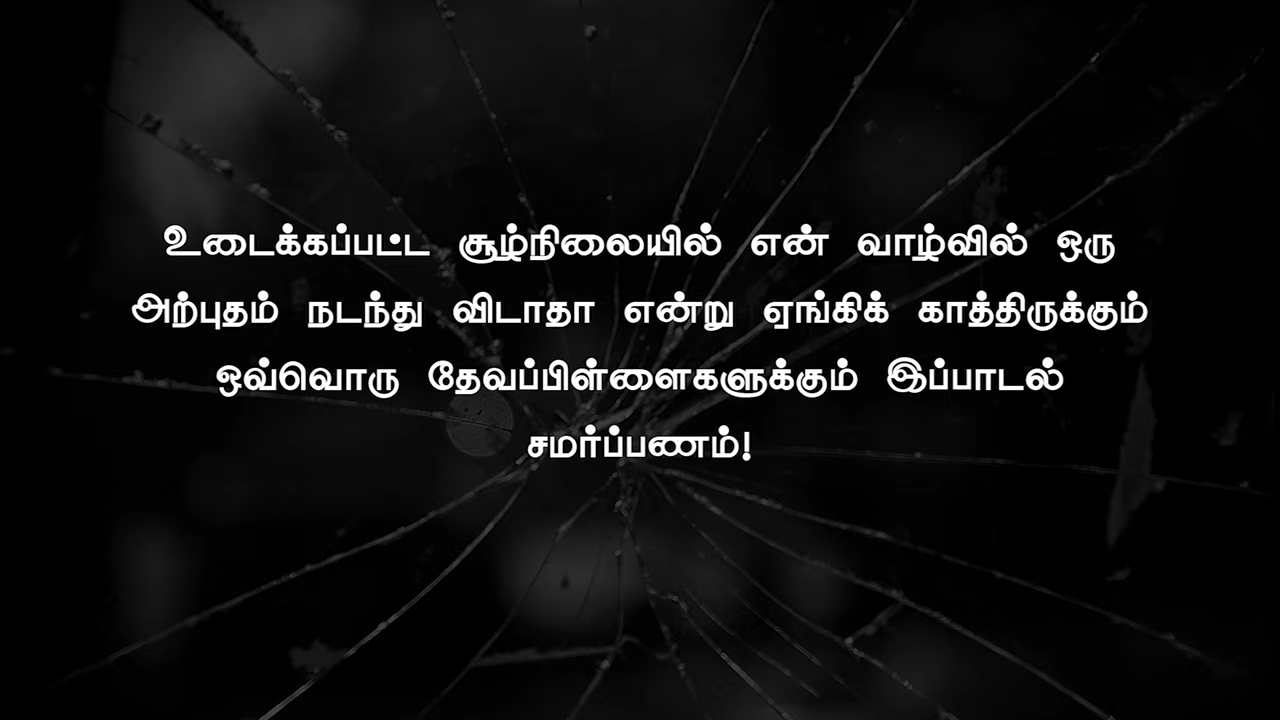 உடைக்கப்பட்ட சூழ்நிலையில் என் வாழ்வில் ஒரு
அற்புதம் நடந்து விடாதா என்று ஏங்கிக் காத்திருக்கும்
ஒவ்வொரு தேவப்பிள்ளைகளுக்கும் இப்பாடல்
சமர்ப்பணம்!